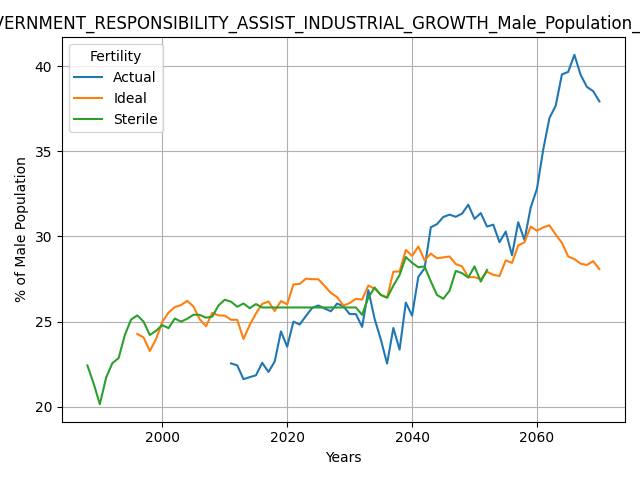 VERNMENT_RESPONSIBILITY_ASSIST_INDUSTRIAL_GROWTH_Male_Population_
Fertility
Actual
Ideal
Sterile
% of Male Population
40
35
30
25
20
2000
2020
2040
2060
Years